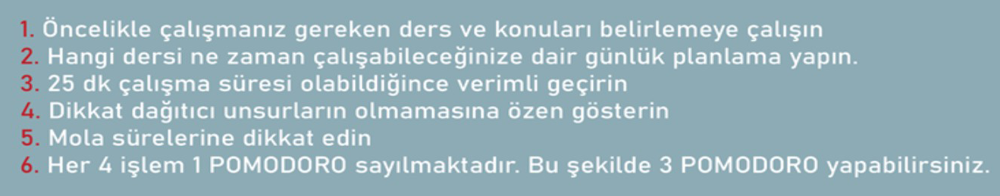 1. Öncelikle çalışmanız gereken ders ve konuları belirlemeye çalışın
2. Hangi dersi ne zaman çalışabileceğinize dair günlük planlama yapın.
3. 25 dk çalışma süresi olabildiğince verimli geçirin
4. Dikkat dağıtıcı unsurların olmamasına özen gösterin
5. Mola sürelerine dikkat edin
6. Her 4 işlem 1 POMODORO sayılmaktadır. Bu şekilde 3 POMODORO yapabilirsiniz.